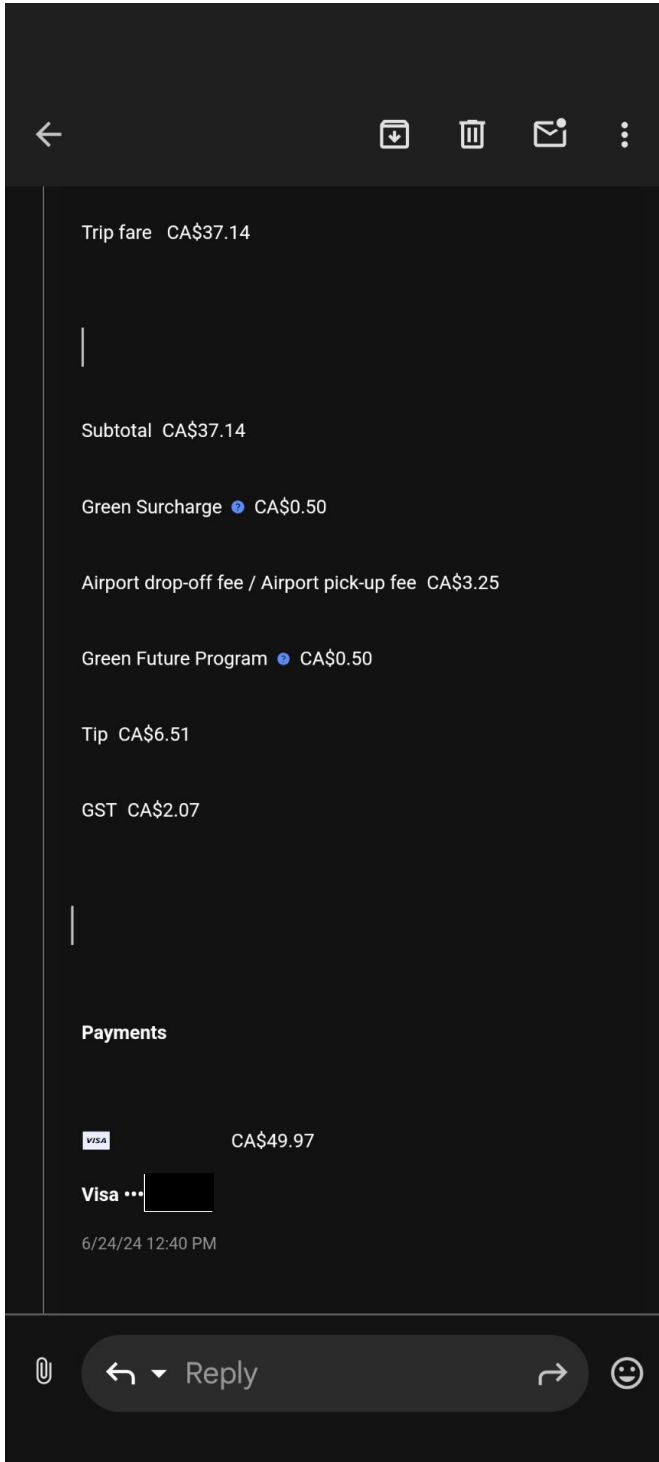 Trip fare CA$37.14
Subtotal CA$37.14
Green Surcharge ? CA$0.50
Airport drop-off fee / Airport pick-up fee CA$3.25
Green Future Program ? CA$0.50
Tip CA$6.51
GST CA$2.07
Payments
VISA CA$49.97
Visa •••
6/24/24 12:40 PM
Reply